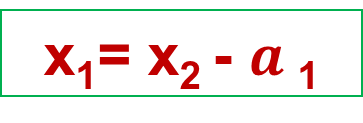 x₁= x₂ - a ₁